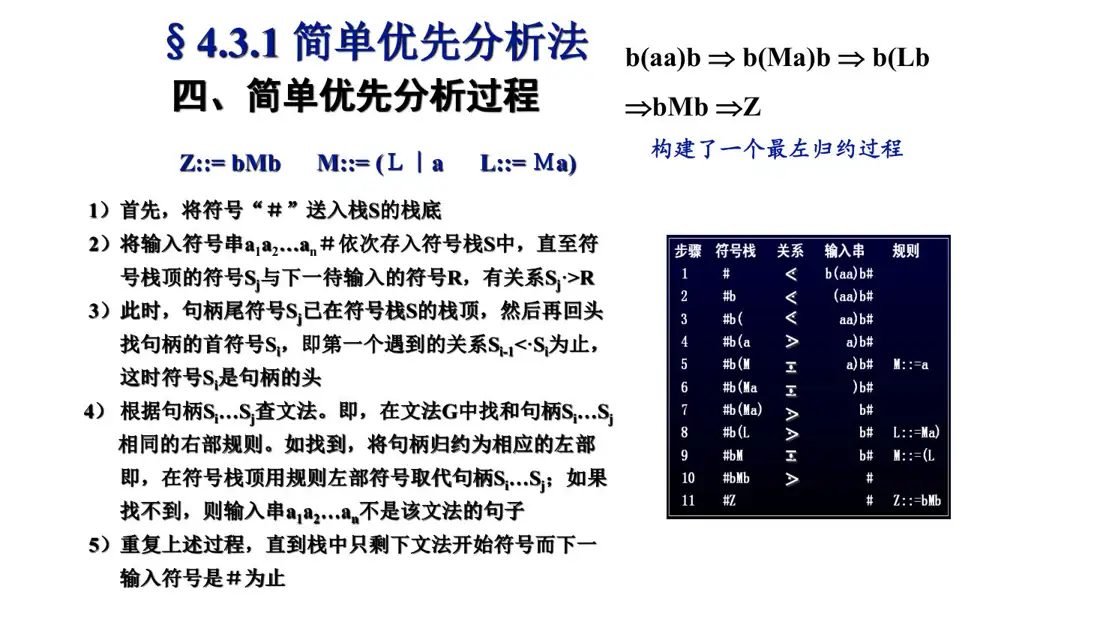 §4.3.1 简单优先分析法
四、简单优先分析过程
b(aa)b ⇒ b(Ma)b ⇒ b(Lb
⇒bMb ⇒Z
构建了一个最左归约过程
Z::= bMb M::= (L｜a L::= Ma)
1）首先，将符号“＃”送入栈S的栈底
2）将输入符号串a1a2…an＃依次存入符号栈S中，直至符
号栈顶的符号Sj与下一待输入的符号R，有关系Sj·>R
3）此时，句柄尾符号Sj已在符号栈S的栈顶，然后再回头
找句柄的首符号Si，即第一个遇到的关系Si-1<·Si为止，
这时符号Si是句柄的头
4） 根据句柄Si…Sj查文法。即，在文法G中找和句柄Si…Sj
相同的右部规则。如找到，将句柄归约为相应的左部
即，在符号栈顶用规则左部符号取代句柄Si…Sj；如果
找不到，则输入串a1a2…an不是该文法的句子
5）重复上述过程，直到栈中只剩下文法开始符号而下一
输入符号是＃为止
步骤 符号栈 关系 输入串 规则
1 # ⋖ b(aa)b#
2 #b ⋖ (aa)b#
3 #b( ⋖ aa)b#
4 #b(a ⋗ a)b#
5 #b(M ≐ a)b# M::=a
6 #b(Ma ≐ )b#
7 #b(Ma) ⋗ b#
8 #b(L ⋗ b# L::=Ma)
9 #bM ≐ b# M::=(L
10 #bMb ⋗ #
11 #Z # Z::=bMb